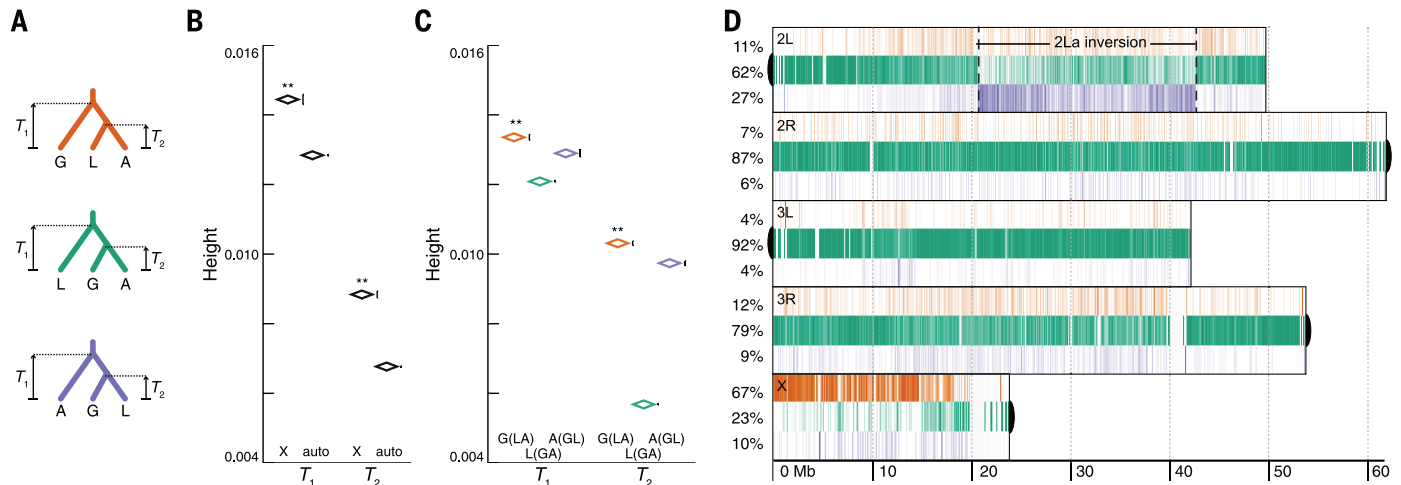 A
T1
T2
G L A
T1
T2
L G A
T1
T2
A G L
B
0.016
0.010
0.004
Height
**
**
X auto X auto
T1 T2
C
0.016
0.010
0.004
Height
**
**
G(LA) A(GL) G(LA) A(GL)
L(GA) L(GA)
T1 T2
D
2L
2La inversion
11%
62%
27%
2R
7%
87%
6%
3L
4%
92%
4%
3R
12%
79%
9%
X
67%
23%
10%
0 Mb 10 20 30 40 50 60